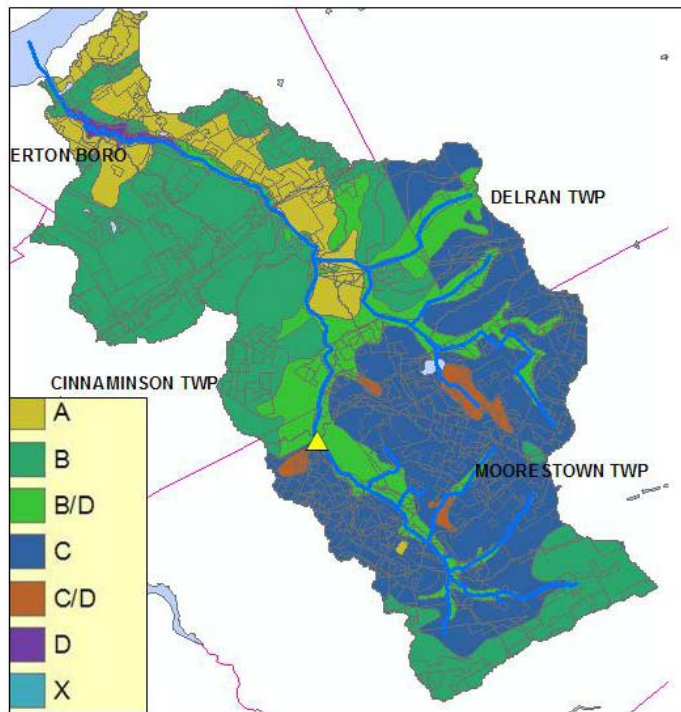 ERTON BORO
DELRAN TWP
CINNAMINSON TWP
MOORESTOWN TWP
A
B
B/D
C
C/D
D
X